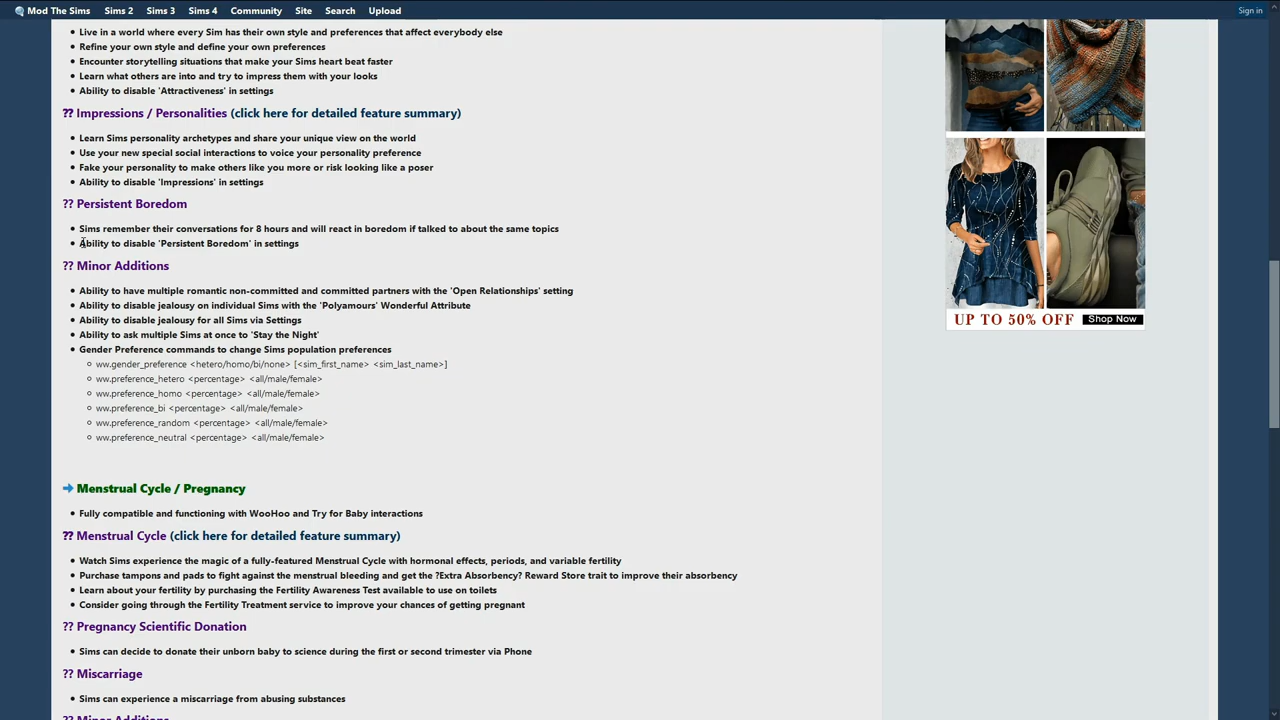 Mod The Sims Sims 2 Sims 3 Sims 4 Community Site Search Upload Sign in
Live in a world where every Sim has their own style and preferences that affect everybody else
Refine your own style and define your own preferences
Encounter storytelling situations that make your Sims heart beat faster
Learn what others are into and try to impress them with your looks
Ability to disable 'Attractiveness' in settings
?? Impressions / Personalities (click here for detailed feature summary)
Learn Sims personality archetypes and share your unique view on the world
Use your new special social interactions to voice your personality preference
Fake your personality to make others like you more or risk looking like a poser
Ability to disable 'Impressions' in settings
?? Persistent Boredom
Sims remember their conversations for 8 hours and will react in boredom if talked to about the same topics
Ability to disable 'Persistent Boredom' in settings
?? Minor Additions
Ability to have multiple romantic non-committed and committed partners with the 'Open Relationships' setting
Ability to disable jealousy on individual Sims with the 'Polyamours' Wonderful Attribute
Ability to disable jealousy for all Sims via Settings
Ability to ask multiple Sims at once to 'Stay the Night'
Gender Preference commands to change Sims population preferences
ww.gender_preference <hetero/homo/bi/none> [<sim_first_name> <sim_last_name>]
ww.preference_hetero <percentage> <all/male/female>
ww.preference_homo <percentage> <all/male/female>
ww.preference_bi <percentage> <all/male/female>
ww.preference_random <percentage> <all/male/female>
ww.preference_neutral <percentage> <all/male/female>
Menstrual Cycle / Pregnancy
Fully compatible and functioning with WooHoo and Try for Baby interactions
?? Menstrual Cycle (click here for detailed feature summary)
Watch Sims experience the magic of a fully-featured Menstrual Cycle with hormonal effects, periods, and variable fertility
Purchase tampons and pads to fight against the menstrual bleeding and get the ?Extra Absorbency? Reward Store trait to improve their absorbency
Learn about your fertility by purchasing the Fertility Awareness Test available to use on toilets
Consider going through the Fertility Treatment service to improve your chances of getting pregnant
?? Pregnancy Scientific Donation
Sims can decide to donate their unborn baby to science during the first or second trimester via Phone
?? Miscarriage
Sims can experience a miscarriage from abusing substances
?? Minor Additions
UP TO 50% OFF Shop Now